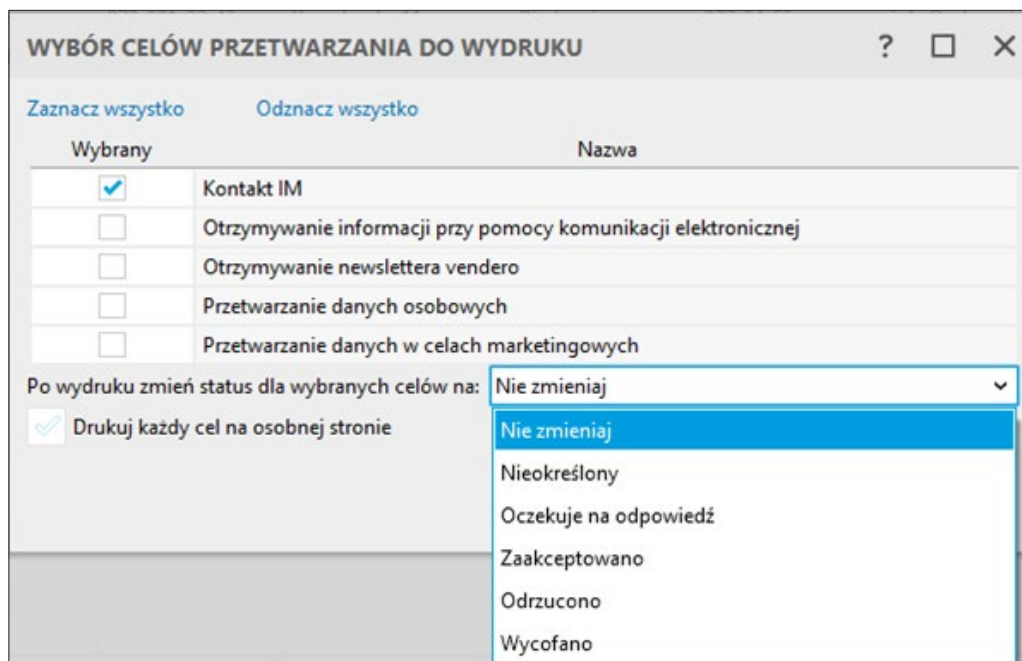 WYBÓR CELÓW PRZETWARZANIA DO WYDRUKU ?
Zaznacz wszystko Odznacz wszystko
Wybrany Nazwa
Kontakt IM
Otrzymywanie informacji przy pomocy komunikacji elektronicznej
Otrzymywanie newslettera vendero
Przetwarzanie danych osobowych
Przetwarzanie danych w celach marketingowych
Po wydruku zmień status dla wybranych celów na: Nie zmieniaj
Drukuj każdy cel na osobnej stronie
Nie zmieniaj
Nieokreślony
Oczekuje na odpowiedź
Zaakceptowano
Odrzucono
Wycofano